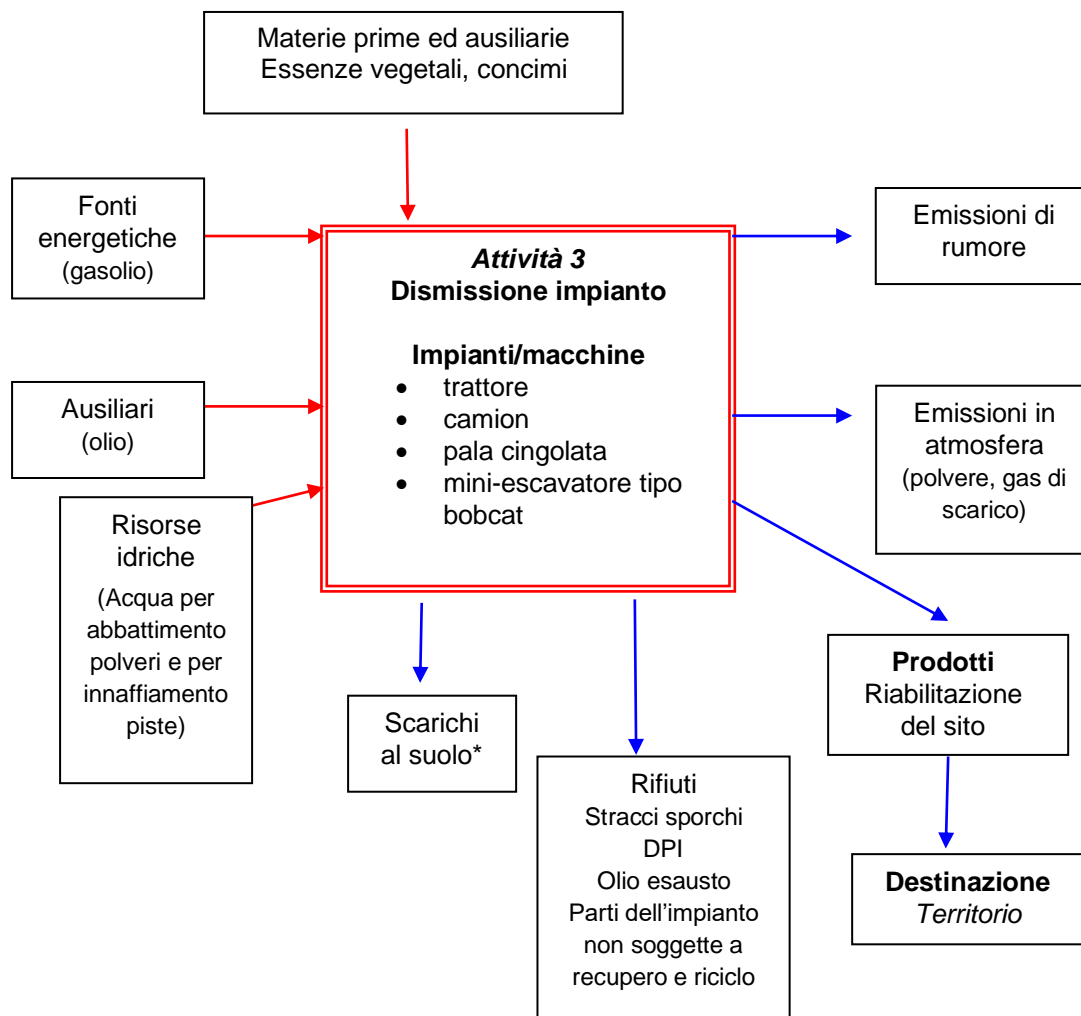 Materie prime ed ausiliarie
Essenze vegetali, concimi
Fonti
energetiche
(gasolio)
Ausiliari
(olio)
Risorse
idriche
(Acqua per
abbattimento
polveri e per
innaffiamento
piste)
Attività 3
Dismissione impianto
Impianti/macchine
• trattore
• camion
• pala cingolata
• mini-escavatore tipo
bobcat
Emissioni di
rumore
Emissioni in
atmosfera
(polvere, gas di
scarico)
Scarichi
al suolo*
Rifiuti
Stracci sporchi
DPI
Olio esausto
Parti dell'impianto
non soggette a
recupero e riciclo
Prodotti
Riabilitazione
del sito
Destinazione
Territorio